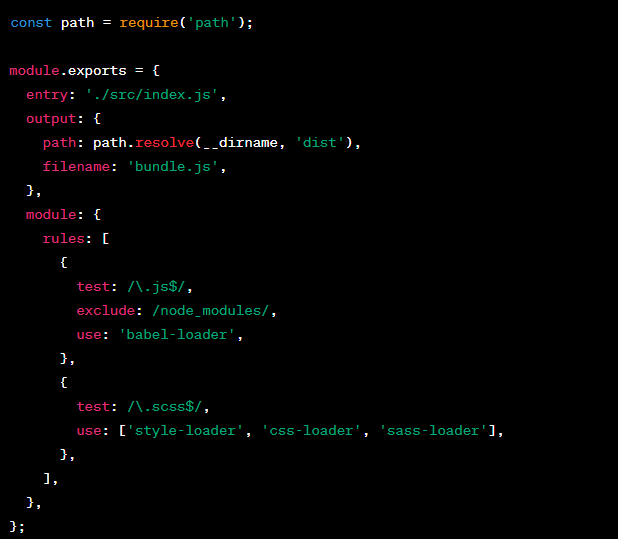 const path = require('path');

module.exports = {
  entry: './src/index.js',
  output: {
    path: path.resolve(__dirname, 'dist'),
    filename: 'bundle.js',
  },
  module: {
    rules: [
      {
        test: /\.js$/,
        exclude: /node_modules/,
        use: 'babel-loader',
      },
      {
        test: /\.scss$/,
        use: ['style-loader', 'css-loader', 'sass-loader'],
      },
    ],
  },
};